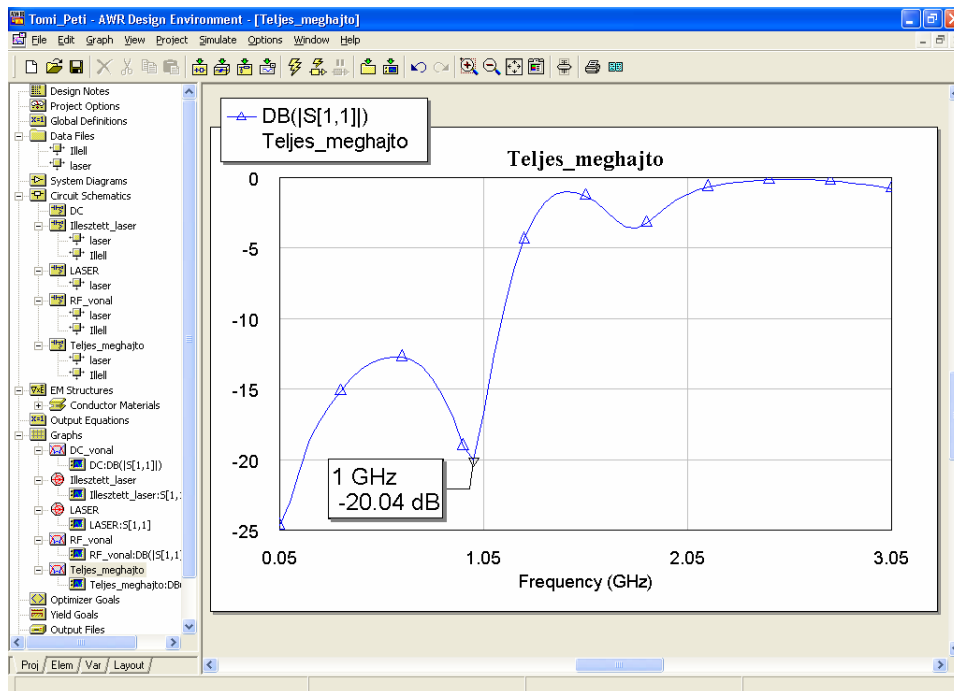 Tomi_Peti - AWR Design Environment - [Teljes_meghajto]
File Edit Graph View Project Simulate Options Window Help
Design Notes
Project Options
Global Definitions
Data Files
Illell
laser
System Diagrams
Circuit Schematics
DC
Illesztett_laser
laser
Illell
LASER
laser
RF_vonal
laser
Illell
Teljes_meghajto
laser
Illell
EM Structures
Conductor Materials
Output Equations
Graphs
DC_vonal
DC:DB(|S[1,1]|)
Illesztett_laser
Illesztett_laser:S[1,
LASER
LASER:S[1,1]
RF_vonal
RF_vonal:DB(|S[1,1]
Teljes_meghajto
Teljes_meghajto:DB(
Optimizer Goals
Yield Goals
Output Files
Proj Elem Var Layout
DB(|S[1,1]|)
Teljes_meghajto
Teljes_meghajto
0
-5
-10
-15
-20
-25
1 GHz
-20.04 dB
0.05 1.05 2.05 3.05
Frequency (GHz)